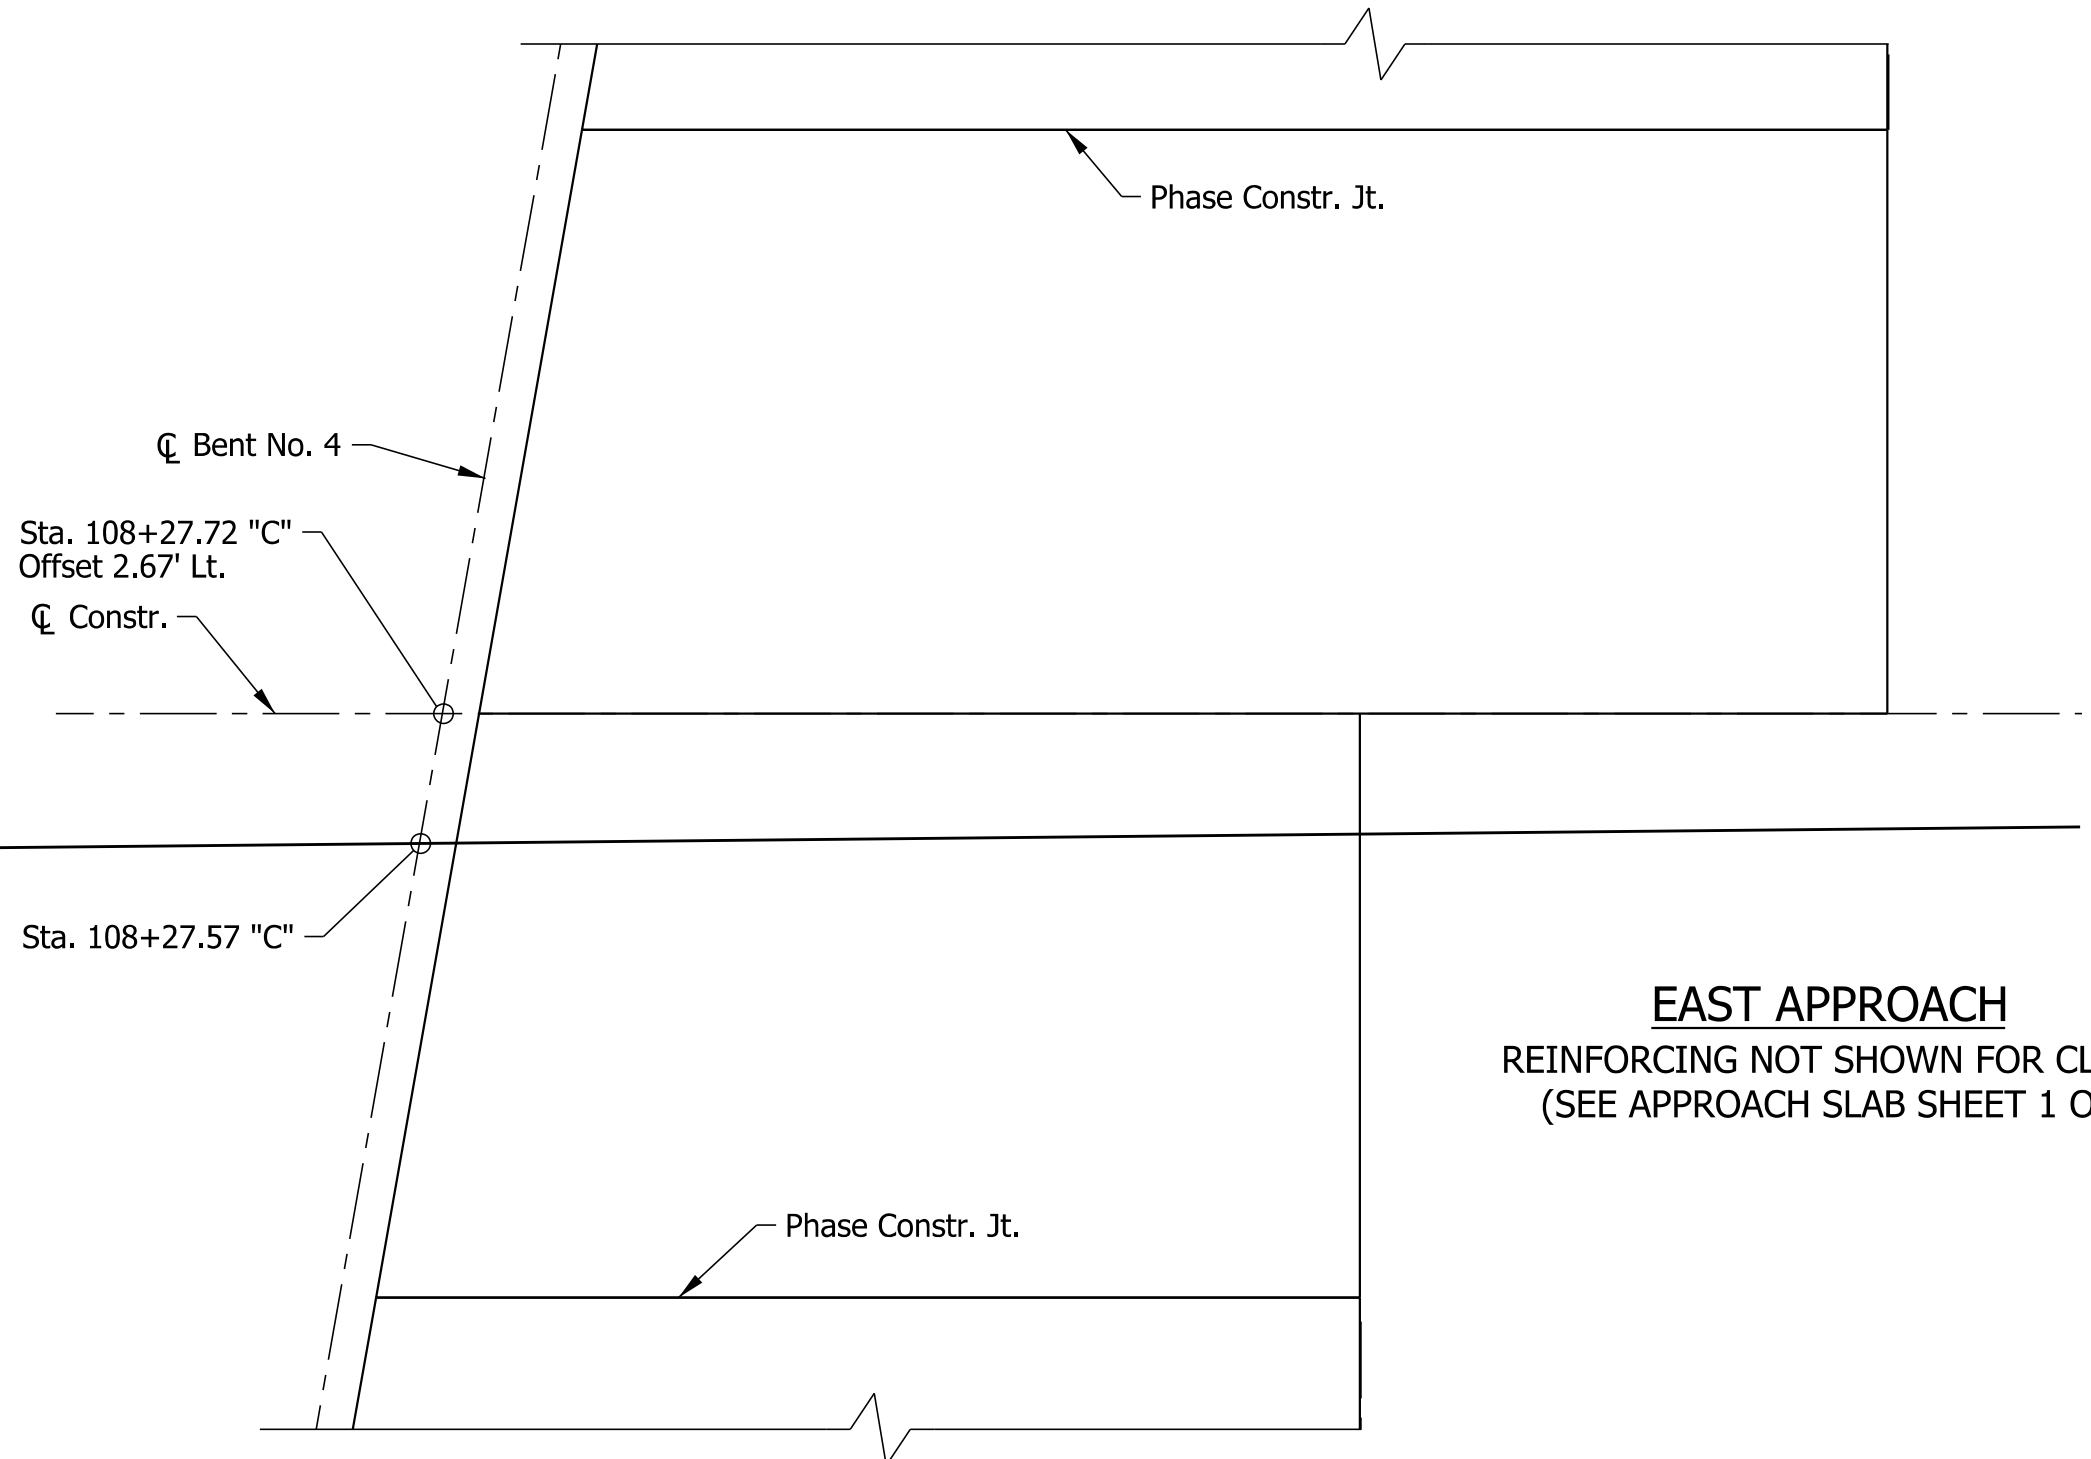 Phase Constr. Jt.
℄ Bent No. 4
Sta. 108+27.72 "C"
Offset 2.67' Lt.
℄ Constr.
Sta. 108+27.57 "C"
EAST APPROACH
REINFORCING NOT SHOWN FOR
(SEE APPROACH SLAB SHEET 1
Phase Constr. Jt.